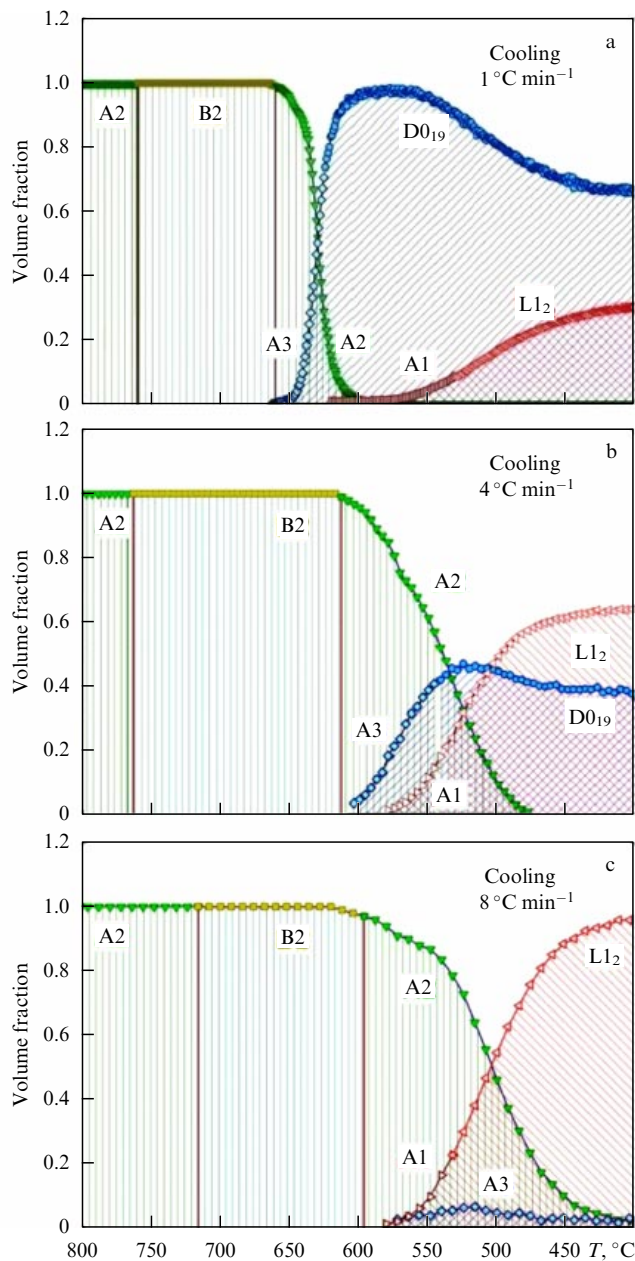 1.2
a
Cooling
1 °C min⁻¹
1.0
A2
B2
D0₁₉
0.8
Volume fraction
0.6
0.4
L1₂
0.2
A3
A2
A1
0
1.2
b
Cooling
4 °C min⁻¹
1.0
A2
B2
0.8
A2
Volume fraction
0.6
L1₂
0.4
D0₁₉
A3
0.2
A1
0
1.2
c
Cooling
8 °C min⁻¹
1.0
A2
B2
L1₂
0.8
A2
Volume fraction
0.6
0.4
0.2
A1
A3
0
800 750 700 650 600 550 500 450 T, °C